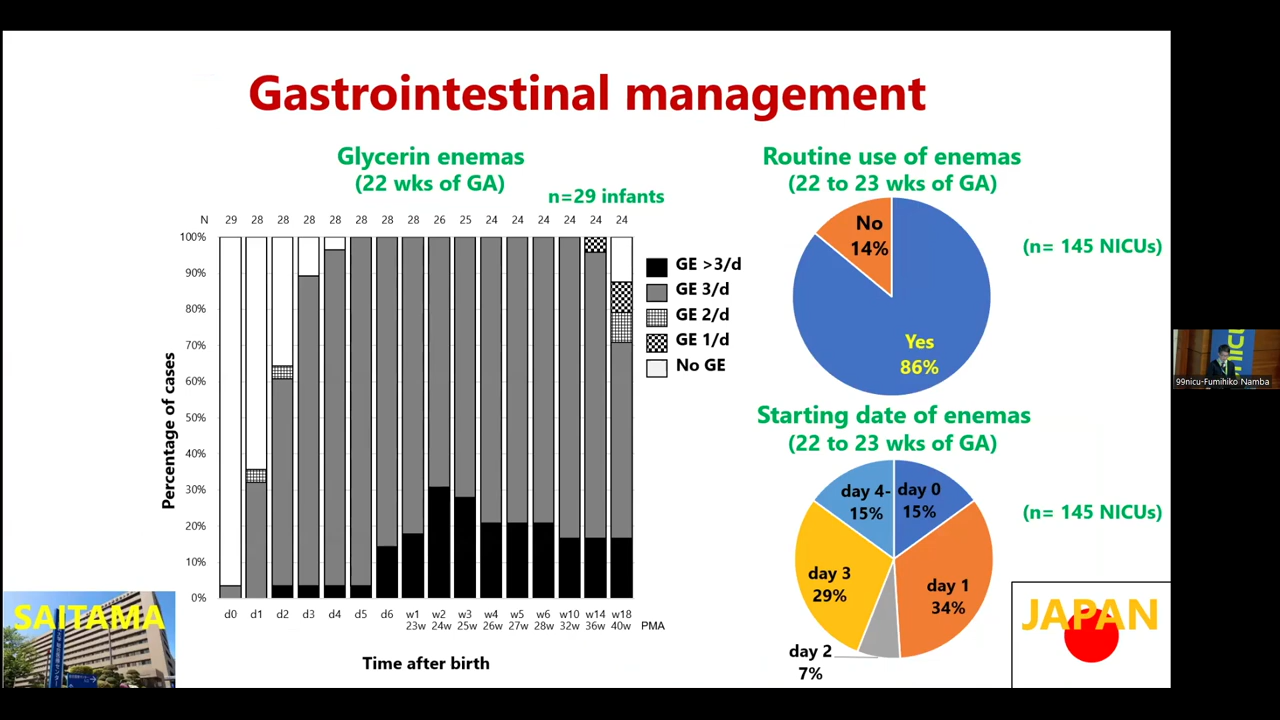 Gastrointestinal management
Glycerin enemas
(22 wks of GA)
n=29 infants
N 29 28 28 28 28 28 28 28 26 25 24 24 24 24 24 24
100%
90%
80%
70%
60%
50%
40%
30%
20%
10%
0%
Percentage of cases
d0 d1 d2 d3 d4 d5 d6 w1 w2 w3 w4 w5 w6 w10 w14 w18
23w 24w 25w 26w 27w 28w 32w 36w 40w PMA
Time after birth
GE >3/d
GE 3/d
GE 2/d
GE 1/d
No GE
Routine use of enemas
(22 to 23 wks of GA)
(n= 145 NICUs)
No
14%
Yes
86%
Starting date of enemas
(22 to 23 wks of GA)
(n= 145 NICUs)
day 0
15%
day 1
34%
day 2
7%
day 3
29%
day 4-
15%
SAITAMA
JAPAN
NICU
99nicu-Fumihiko Namba